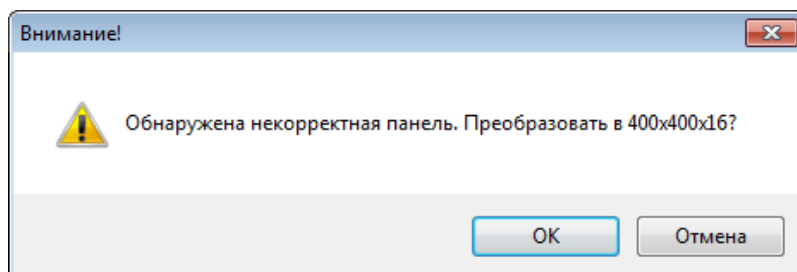 Внимание!
Обнаружена некорректная панель. Преобразовать в 400x400x16?
OK
Отмена